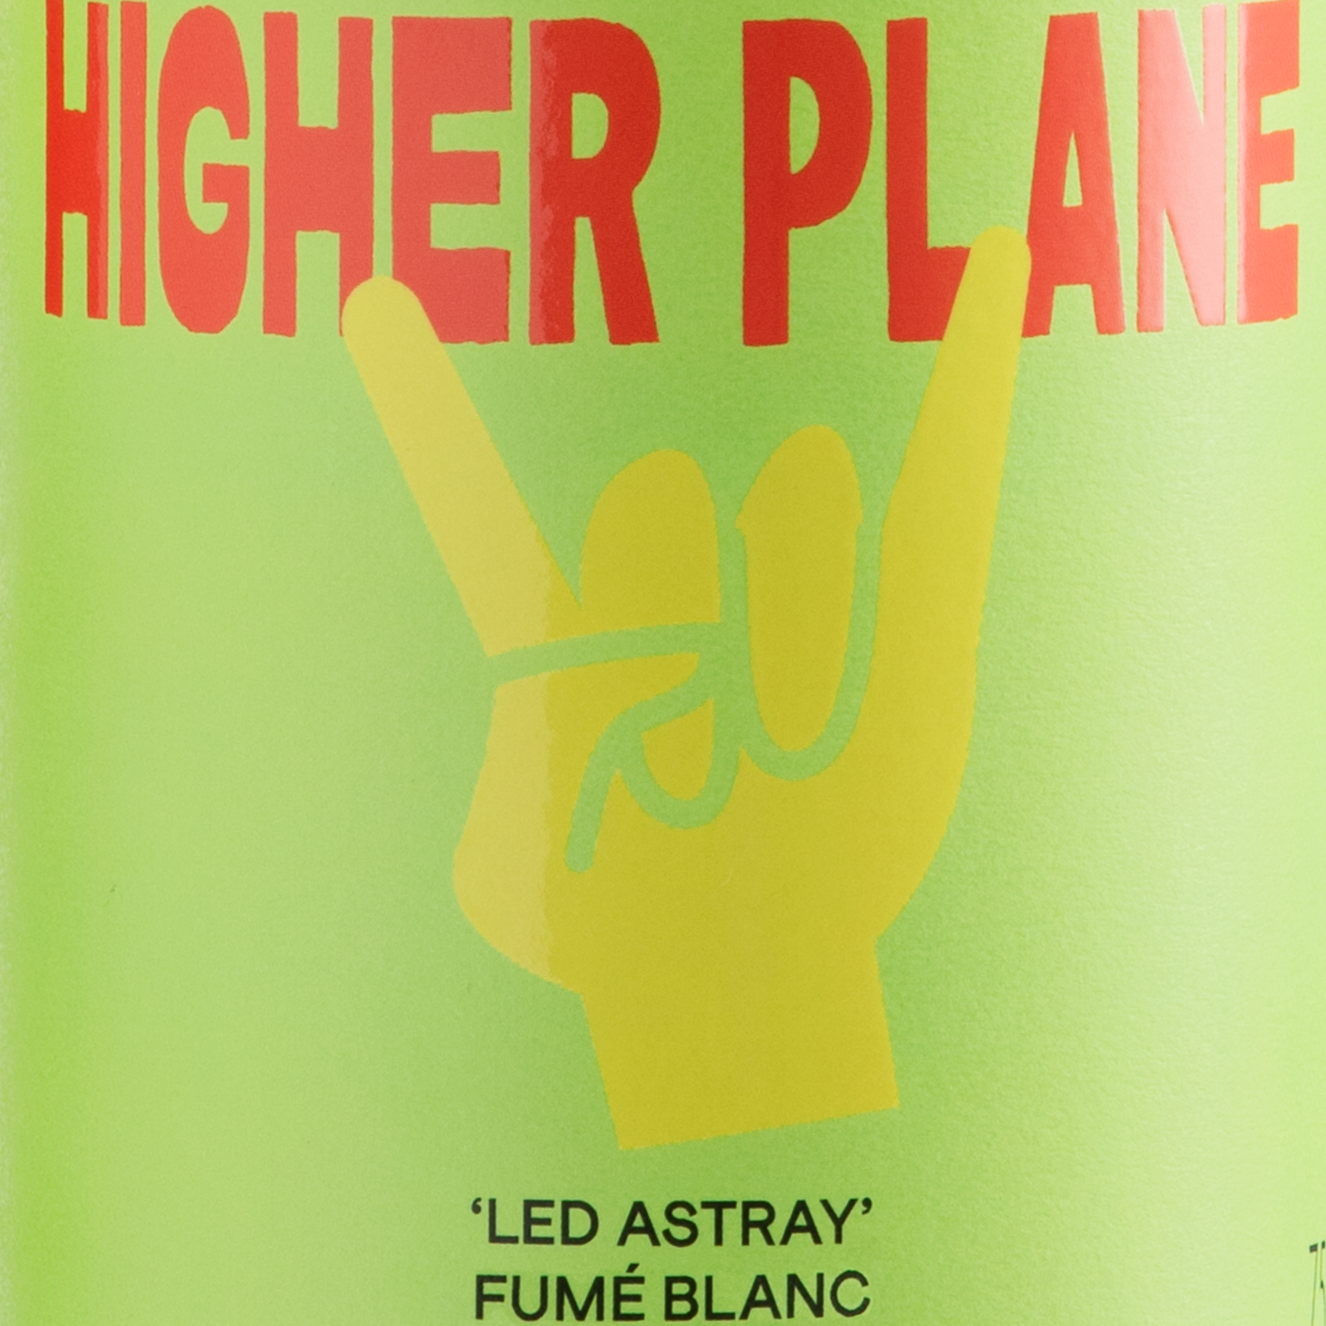 HIGHER PLANE
‘LED ASTRAY’
FUMÉ BLANC